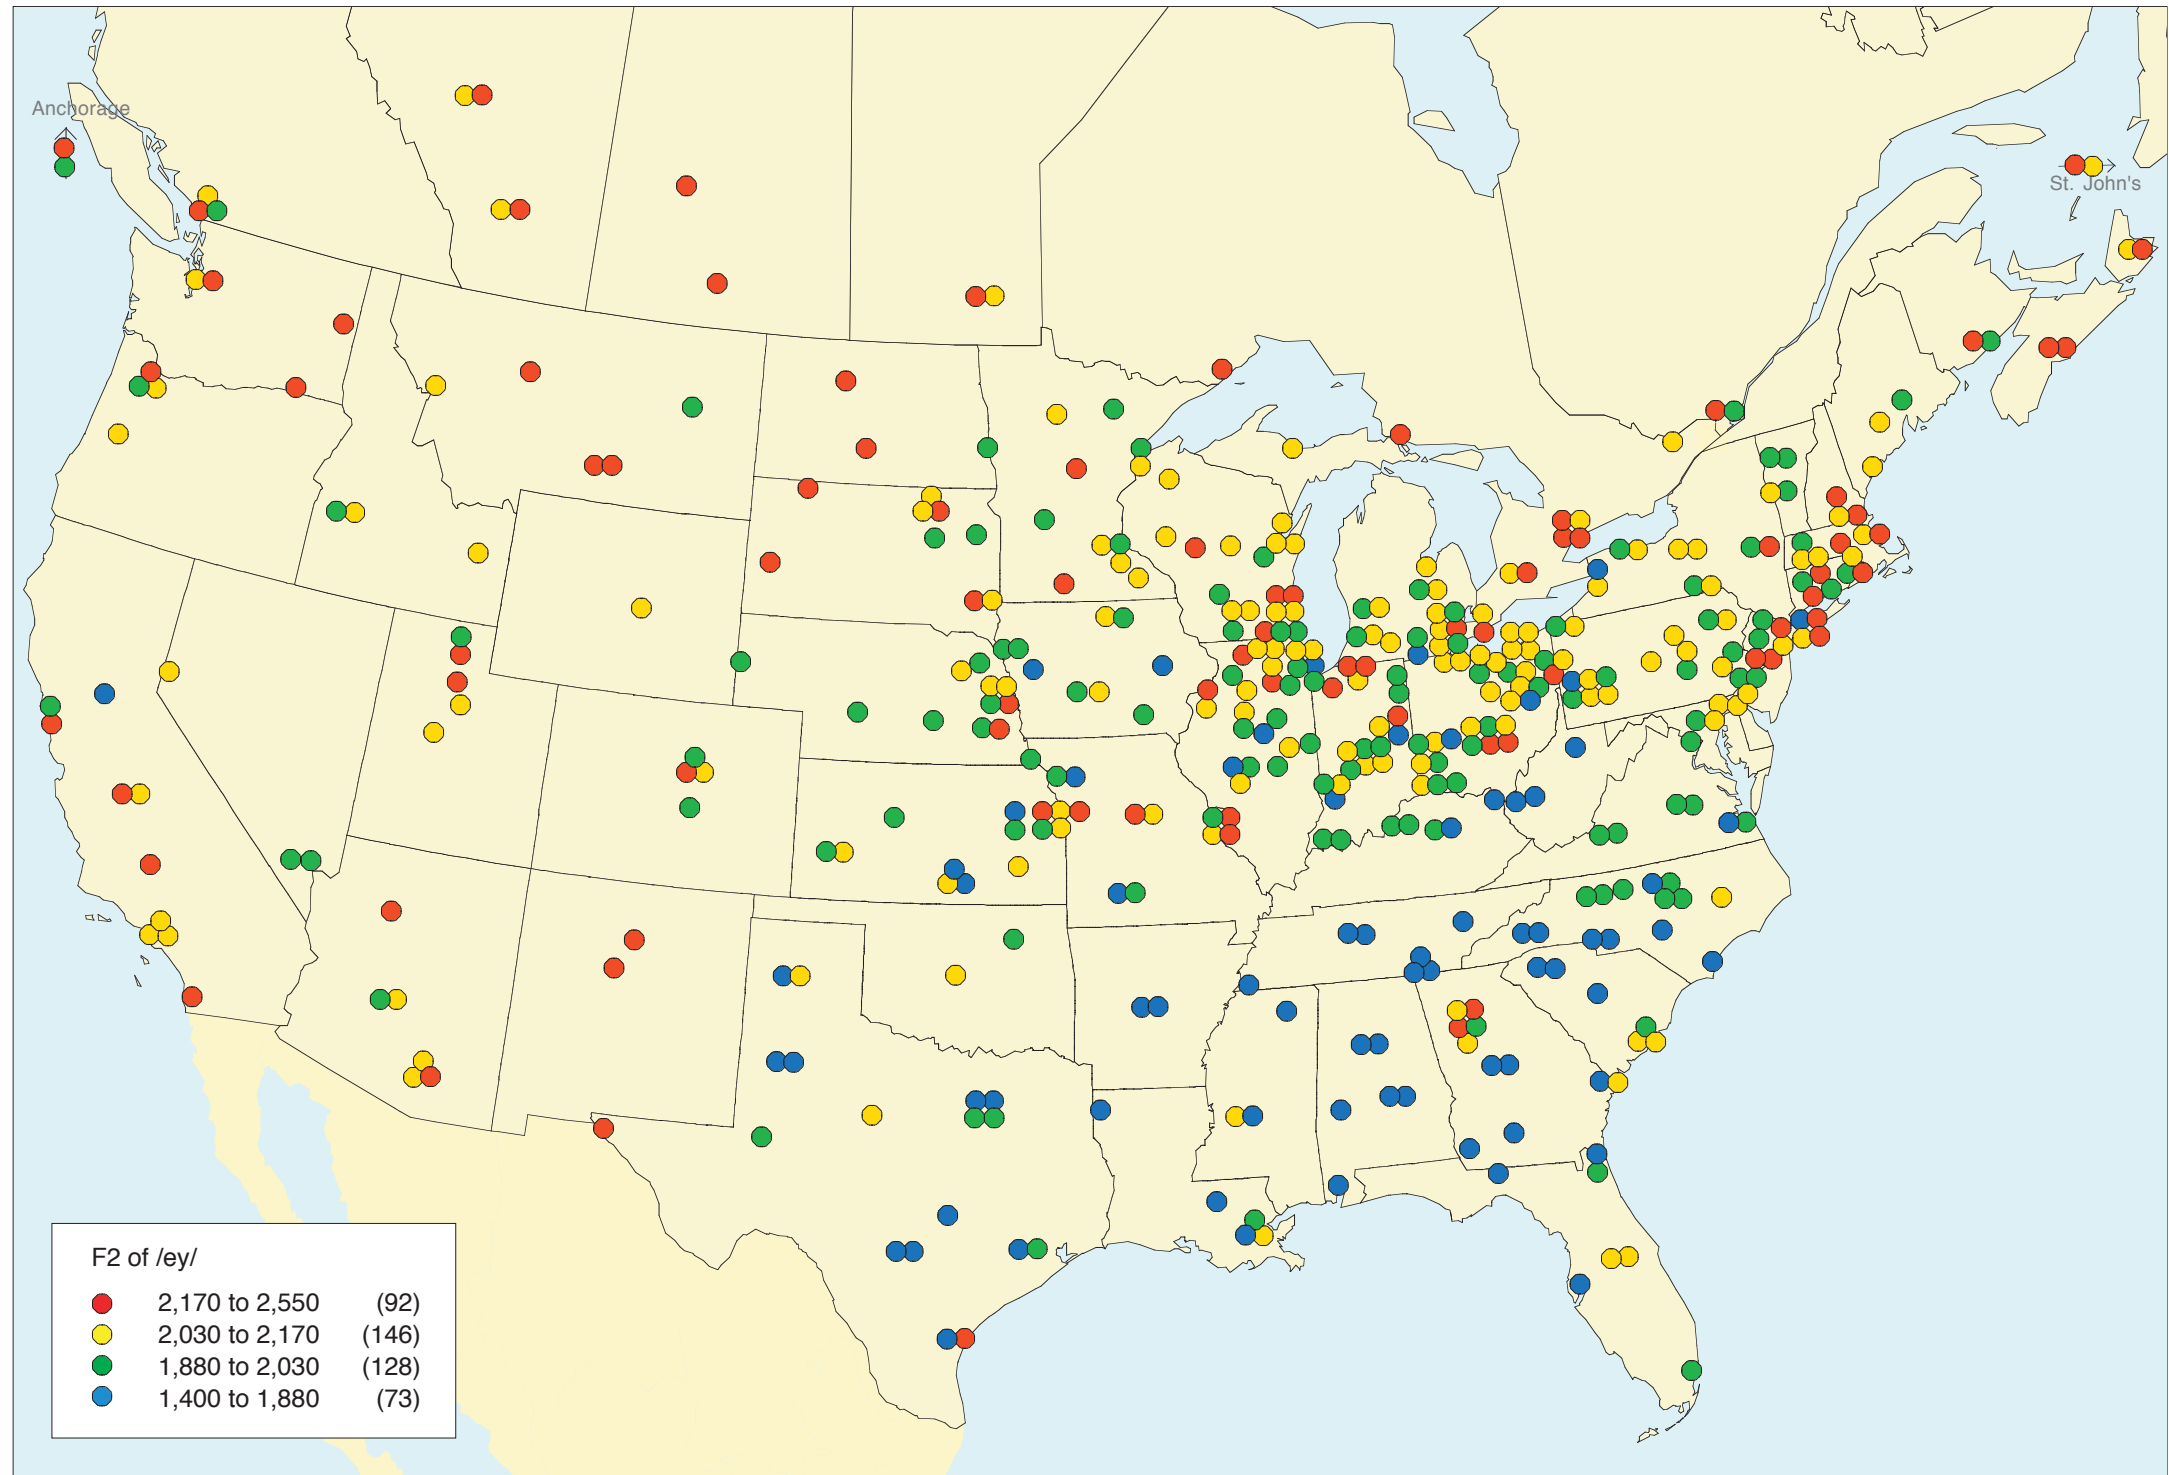 Anchorage
St. John's
F2 of /ey/
2,170 to 2,550 (92)
2,030 to 2,170 (146)
1,880 to 2,030 (128)
1,400 to 1,880 (73)